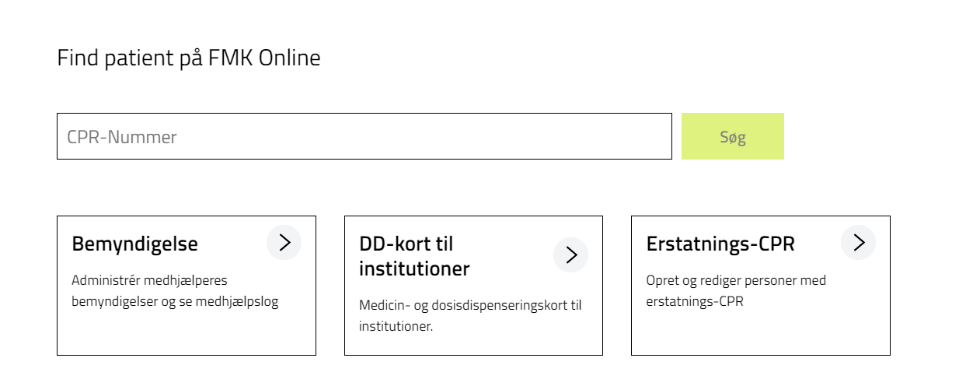 Find patient på FMK Online
CPR-Nummer
Søg
Bemyndigelse
Administrér medhjælperes
bemyndigelser og se medhjælpslog
DD-kort til
institutioner
Medicin- og dosisdispenseringskort til
institutioner.
Erstatnings-CPR
Opret og rediger personer med
erstatnings-CPR